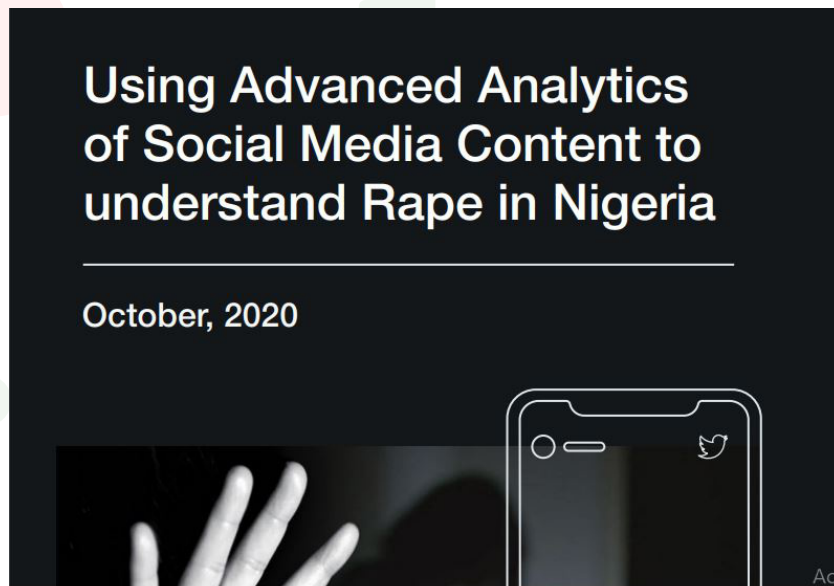 Using Advanced Analytics
of Social Media Content to
understand Rape in Nigeria
October, 2020